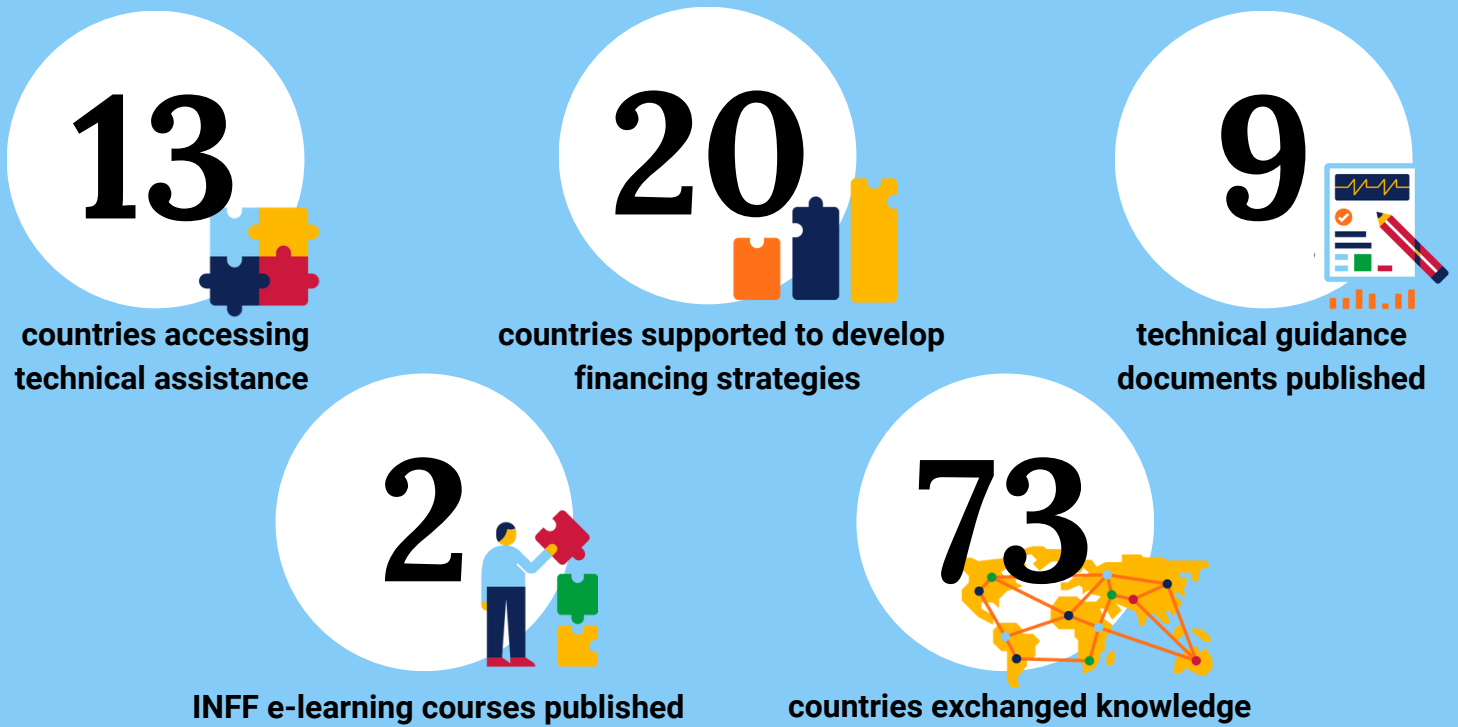 13
countries accessing
technical assistance
20
countries supported to develop
financing strategies
9
technical guidance
documents published
2
INFF e-learning courses published
73
countries exchanged knowledge